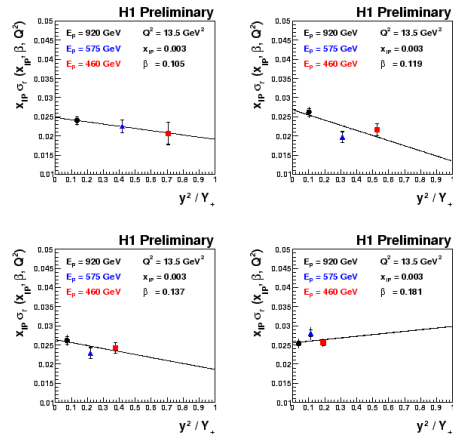 H1 Preliminary
x_IP σ_r (x_IP, β, Q²)
0.05
0.045
0.04
0.035
0.03
0.025
0.02
0.015
0.01
E_p = 920 GeV Q² = 13.5 GeV²
E_p = 575 GeV x_IP = 0.003
E_p = 460 GeV β = 0.105
0 0.1 0.2 0.3 0.4 0.5 0.6 0.7 0.8 0.9 1
y² / Y_+
H1 Preliminary
x_IP σ_r (x_IP, β, Q²)
0.05
0.045
0.04
0.035
0.03
0.025
0.02
0.015
0.01
E_p = 920 GeV Q² = 13.5 GeV²
E_p = 575 GeV x_IP = 0.003
E_p = 460 GeV β = 0.119
0 0.1 0.2 0.3 0.4 0.5 0.6 0.7 0.8 0.9 1
y² / Y_+
H1 Preliminary
x_IP σ_r (x_IP, β, Q²)
0.05
0.045
0.04
0.035
0.03
0.025
0.02
0.015
0.01
E_p = 920 GeV Q² = 13.5 GeV²
E_p = 575 GeV x_IP = 0.003
E_p = 460 GeV β = 0.137
0 0.1 0.2 0.3 0.4 0.5 0.6 0.7 0.8 0.9 1
y² / Y_+
H1 Preliminary
x_IP σ_r (x_IP, β, Q²)
0.05
0.045
0.04
0.035
0.03
0.025
0.02
0.015
0.01
E_p = 920 GeV Q² = 13.5 GeV²
E_p = 575 GeV x_IP = 0.003
E_p = 460 GeV β = 0.181
0 0.1 0.2 0.3 0.4 0.5 0.6 0.7 0.8 0.9 1
y² / Y_+